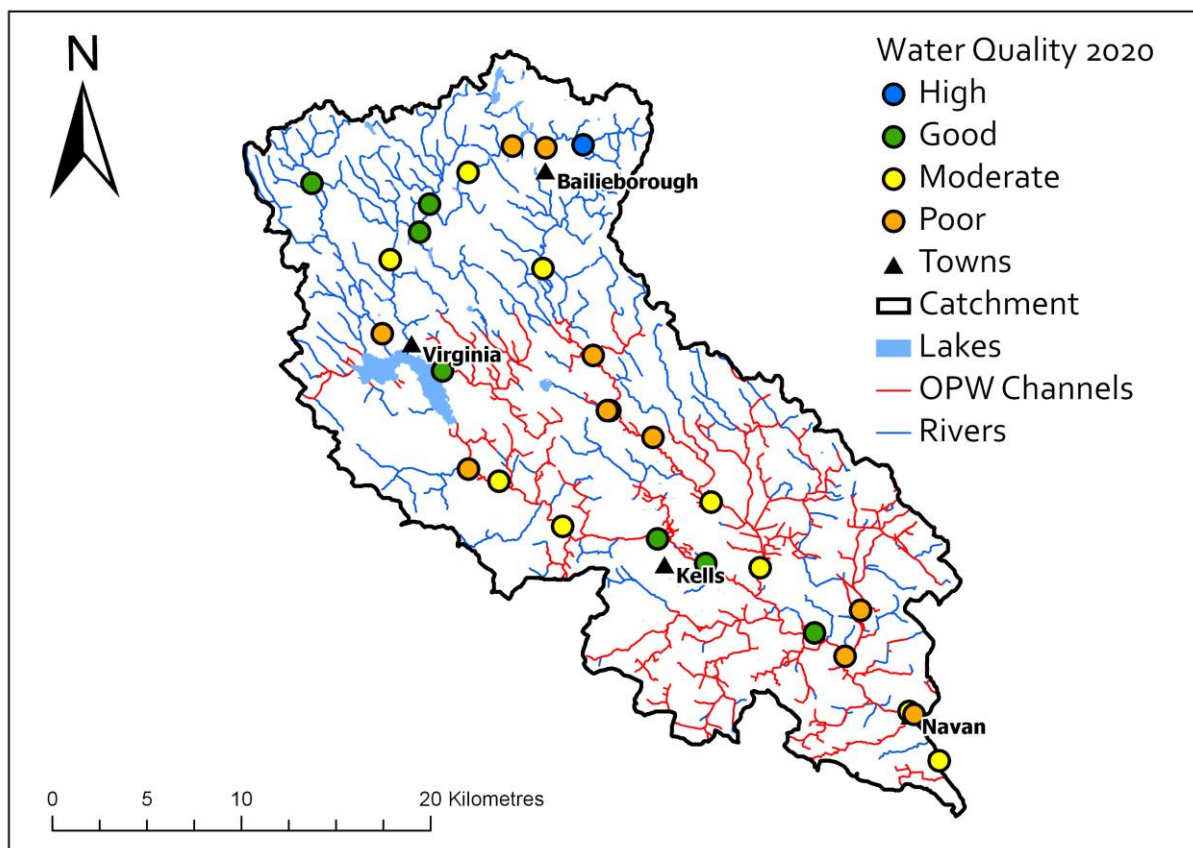 N
Water Quality 2020
High
Good
Moderate
Poor
Towns
Catchment
Lakes
OPW Channels
Rivers
Bailieborough
Virginia
Kells
Navan
0 5 10 20 Kilometres